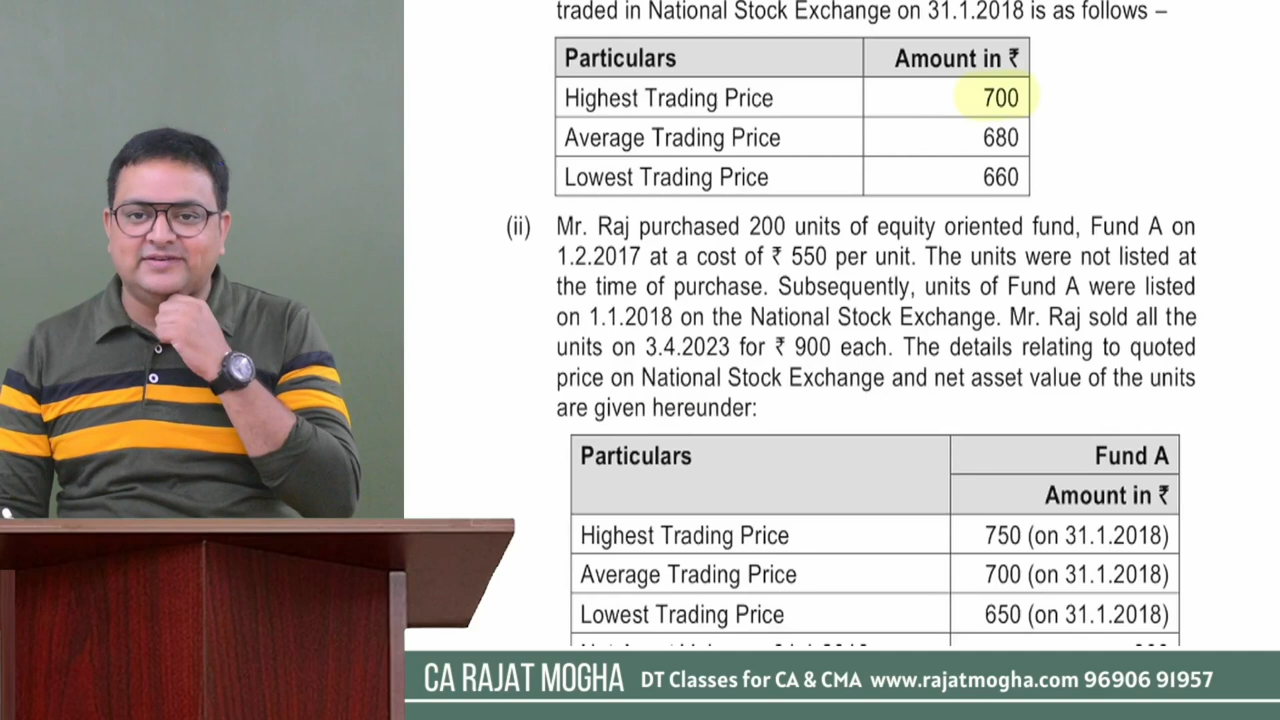 traded in National Stock Exchange on 31.1.2018 is as follows –
Particulars Amount in ₹
Highest Trading Price 700
Average Trading Price 680
Lowest Trading Price 660
(ii) Mr. Raj purchased 200 units of equity oriented fund, Fund A on
1.2.2017 at a cost of ₹ 550 per unit. The units were not listed at
the time of purchase. Subsequently, units of Fund A were listed
on 1.1.2018 on the National Stock Exchange. Mr. Raj sold all the
units on 3.4.2023 for ₹ 900 each. The details relating to quoted
price on National Stock Exchange and net asset value of the units
are given hereunder:
Particulars Fund A
Amount in ₹
Highest Trading Price 750 (on 31.1.2018)
Average Trading Price 700 (on 31.1.2018)
Lowest Trading Price 650 (on 31.1.2018)
CA RAJAT MOGHA DT Classes for CA & CMA www.rajatmogha.com 96906 91957